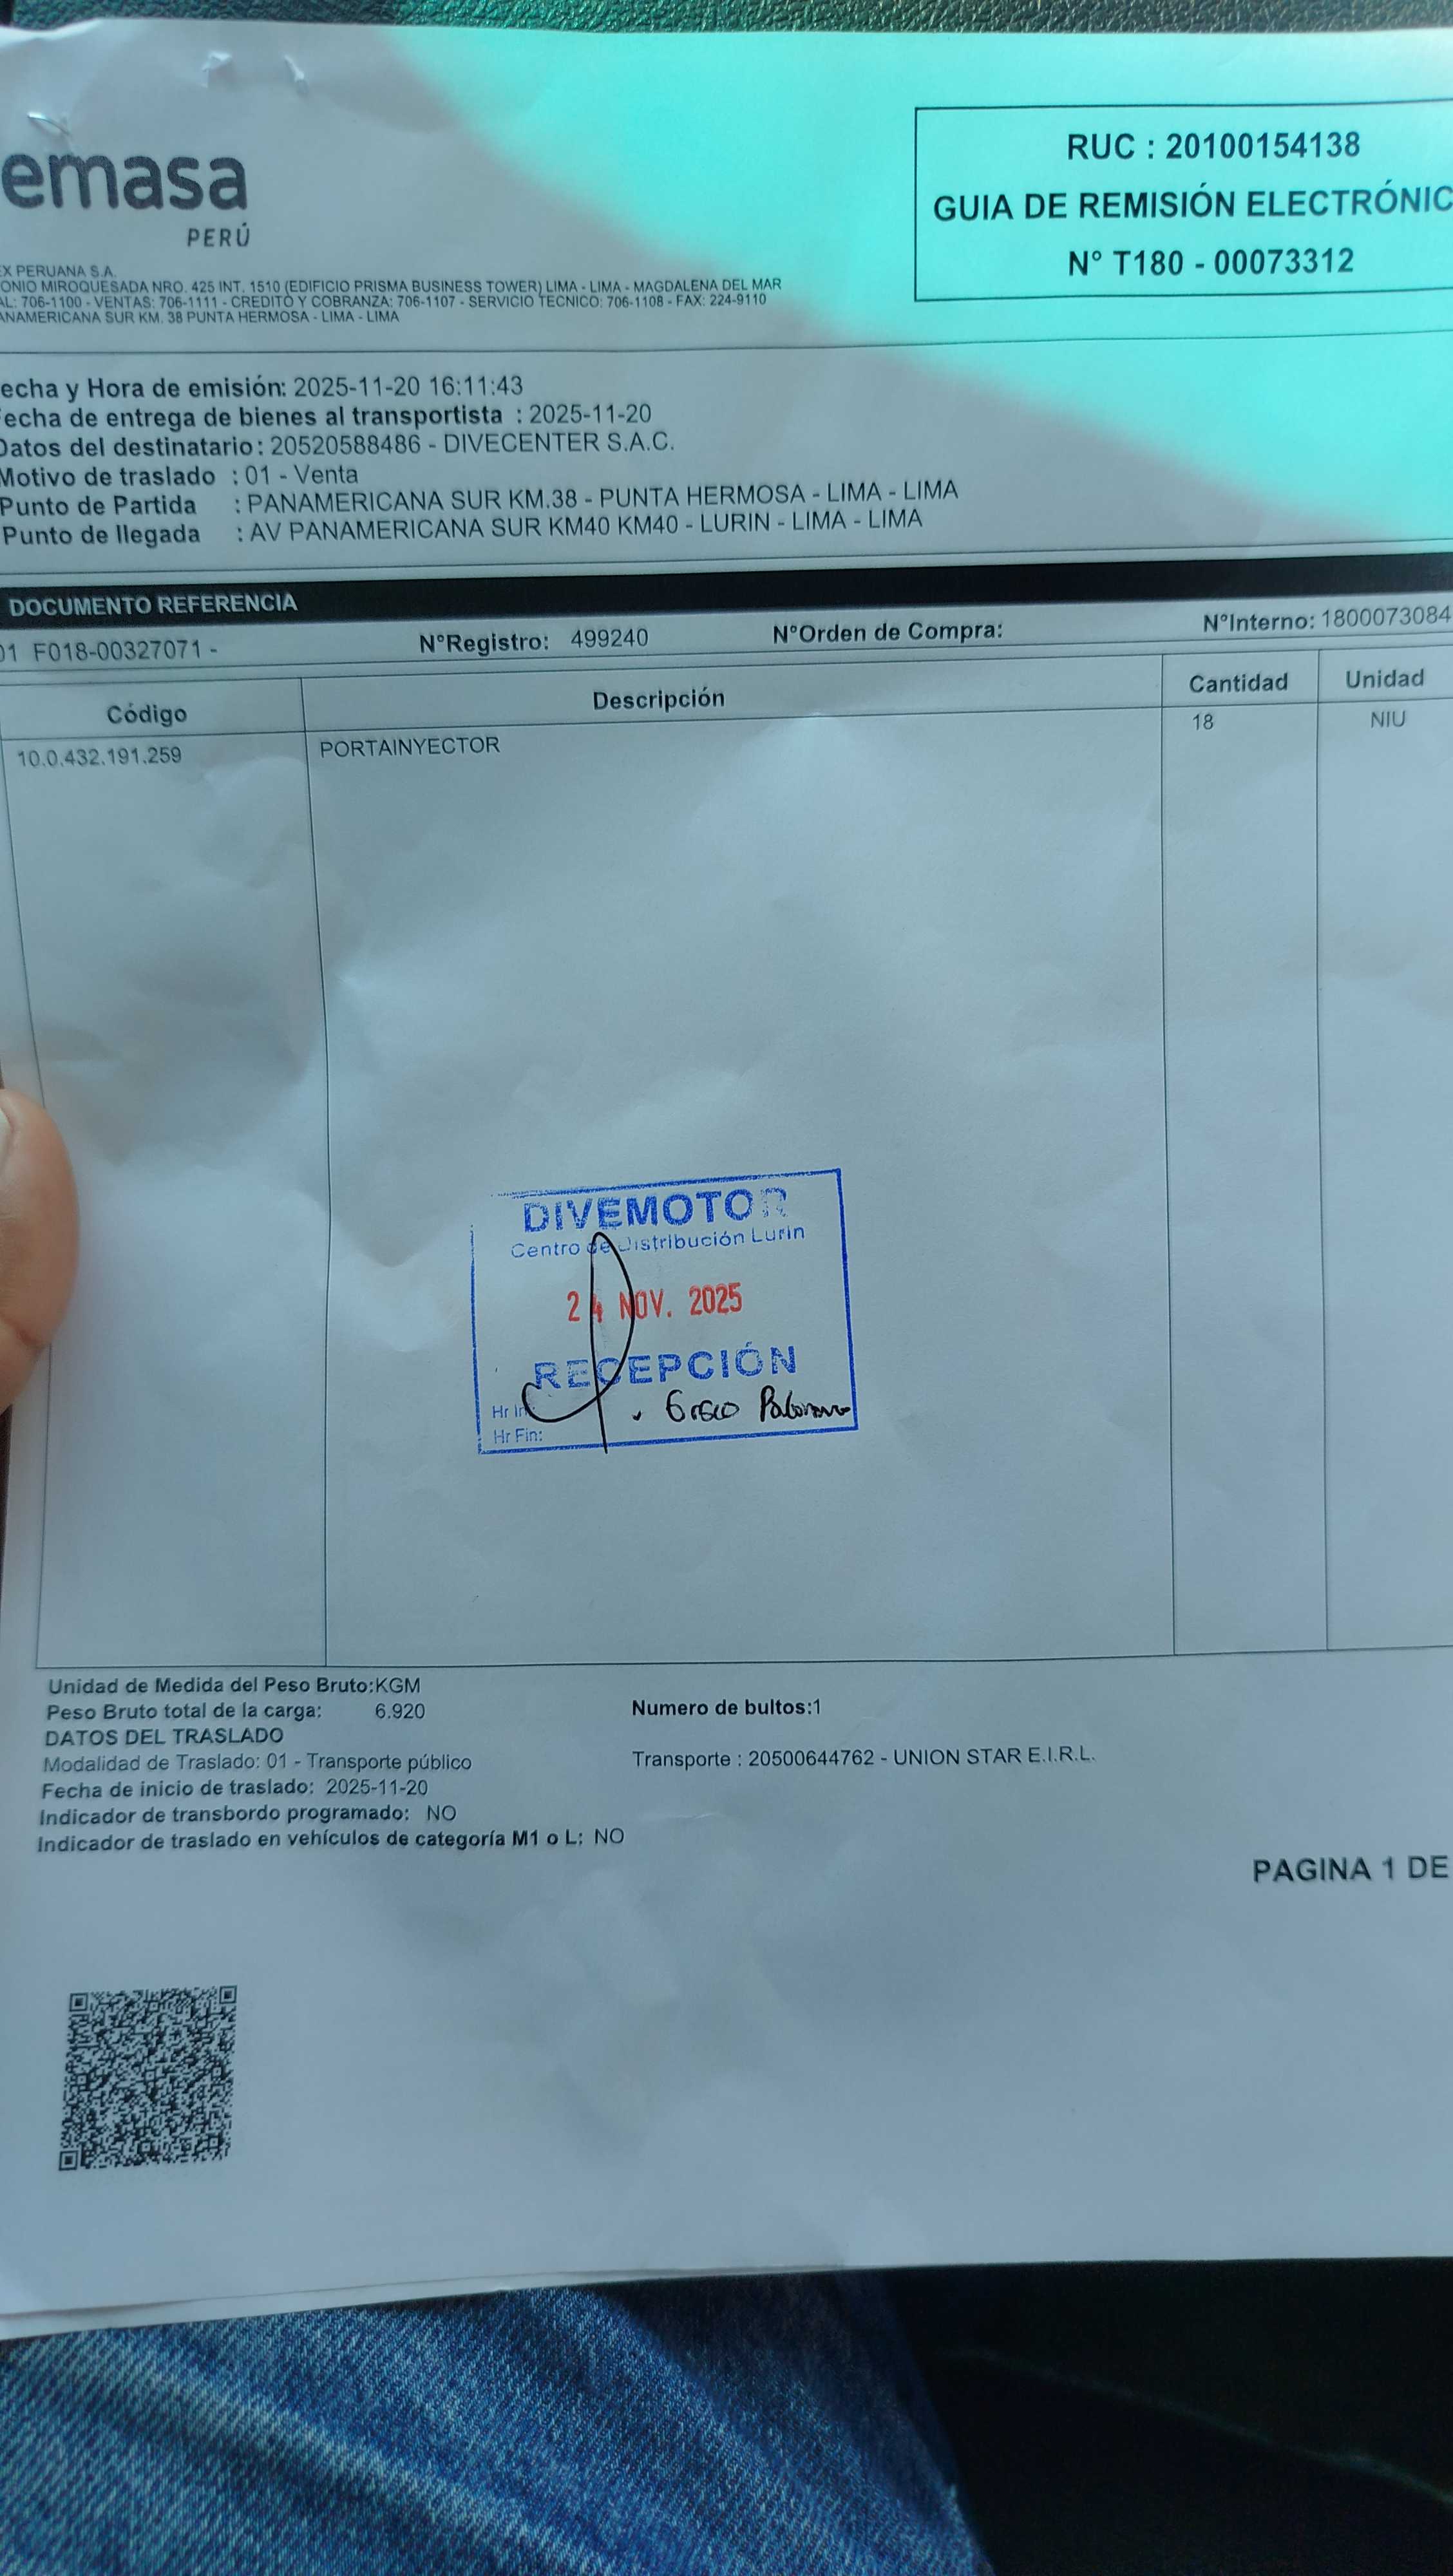 emasa
PERÚ
EX PERUANA S.A.
ONIO MIROQUESADA NRO. 425 INT. 1510 (EDIFICIO PRISMA BUSINESS TOWER) LIMA - LIMA - MAGDALENA DEL MAR
AL: 706-1100 - VENTAS: 706-1111 - CREDITO Y COBRANZA: 706-1107 - SERVICIO TECNICO: 706-1108 - FAX: 224-9110
ANAMERICANA SUR KM. 38 PUNTA HERMOSA - LIMA - LIMA
RUC : 20100154138
GUIA DE REMISIÓN ELECTRÓNIC
N° T180 - 00073312
echa y Hora de emisión: 2025-11-20 16:11:43
Fecha de entrega de bienes al transportista : 2025-11-20
Datos del destinatario : 20520588486 - DIVECENTER S.A.C.
Motivo de traslado : 01 - Venta
Punto de Partida : PANAMERICANA SUR KM.38 - PUNTA HERMOSA - LIMA - LIMA
Punto de llegada : AV PANAMERICANA SUR KM40 KM40 - LURIN - LIMA - LIMA
DOCUMENTO REFERENCIA
01 F018-00327071 - N°Registro: 499240 N°Orden de Compra: N°Interno: 1800073084
Código Descripción Cantidad Unidad
10.0.432.191.259 PORTAINYECTOR 18 NIU
DIVEMOTOR
Centro de Distribución Lurin
24 NOV. 2025
RECEPCIÓN
Hr In:
Hr Fin:
Unidad de Medida del Peso Bruto:KGM
Peso Bruto total de la carga: 6.920 Numero de bultos:1
DATOS DEL TRASLADO
Modalidad de Traslado: 01 - Transporte público Transporte : 20500644762 - UNION STAR E.I.R.L.
Fecha de inicio de traslado: 2025-11-20
Indicador de transbordo programado: NO
Indicador de traslado en vehículos de categoría M1 o L: NO
PAGINA 1 DE